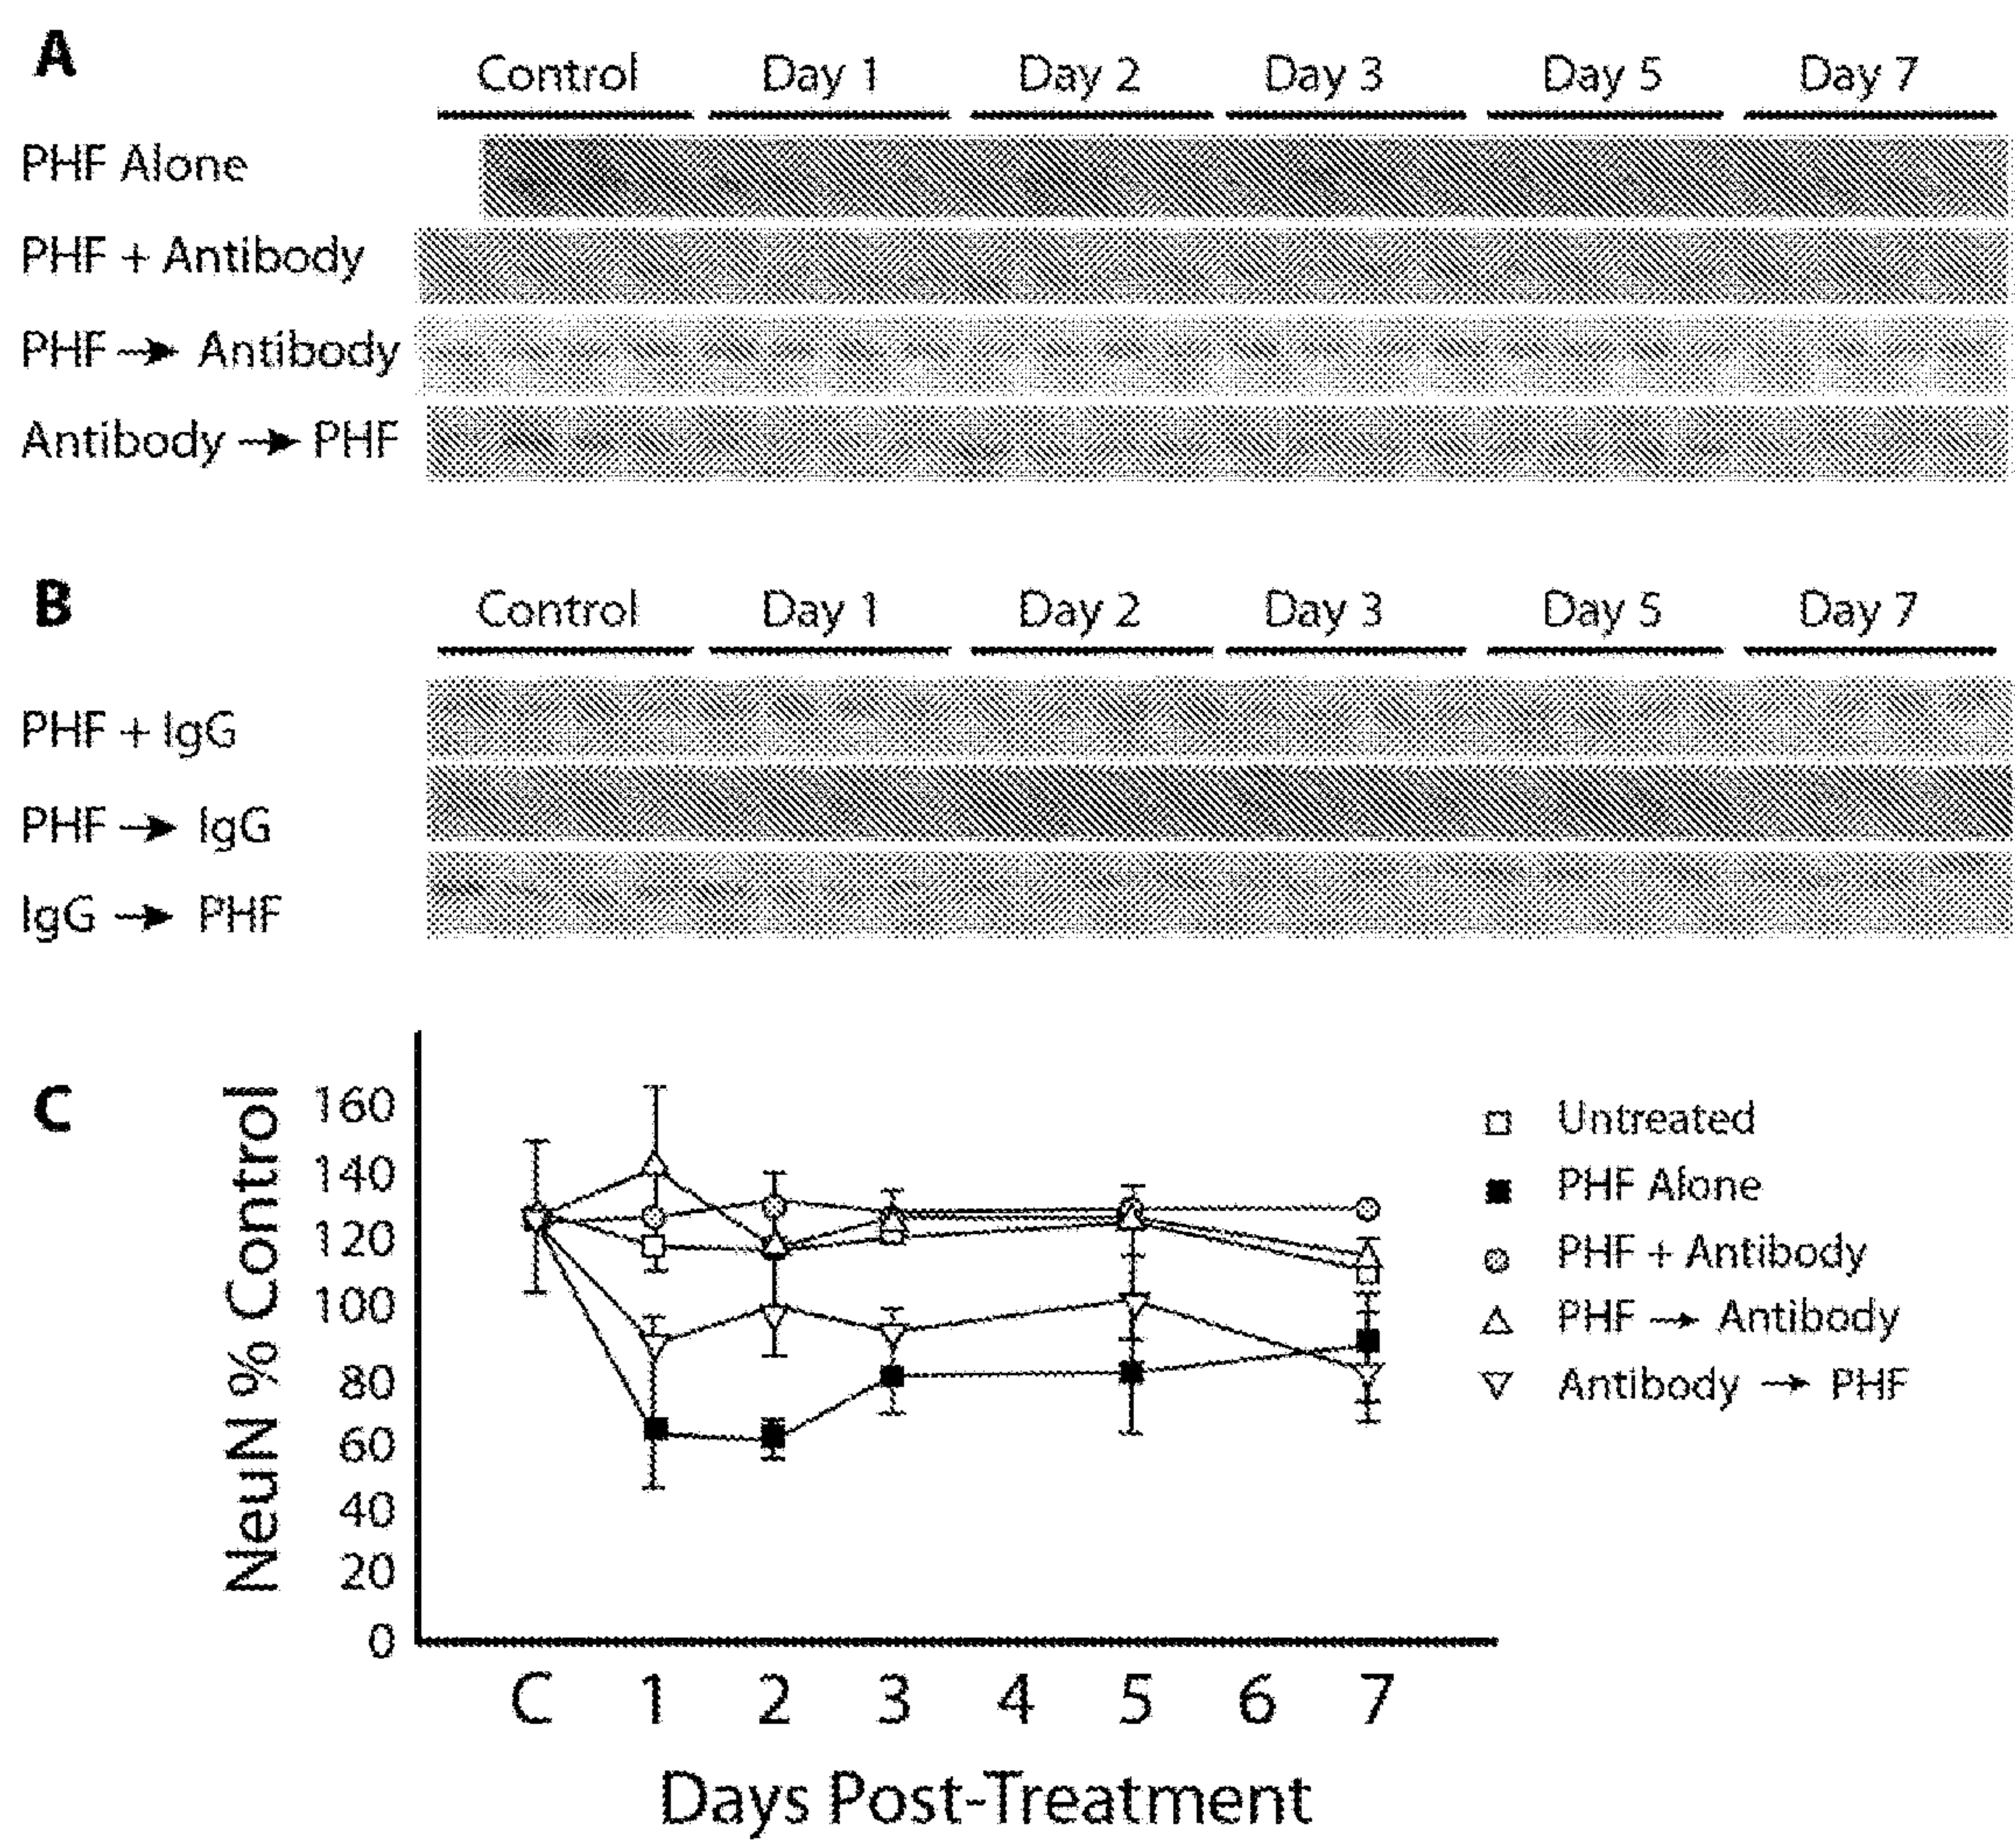 A
Control Day 1 Day 2 Day 3 Day 5 Day 7
PHF Alone
PHF + Antibody
PHF → Antibody
Antibody → PHF
B
Control Day 1 Day 2 Day 3 Day 5 Day 7
PHF + IgG
PHF → IgG
IgG → PHF
C
NeuN % Control
160
140
120
100
80
60
40
20
0
C 1 2 3 4 5 6 7
Days Post-Treatment
Untreated
PHF Alone
PHF + Antibody
PHF → Antibody
Antibody → PHF